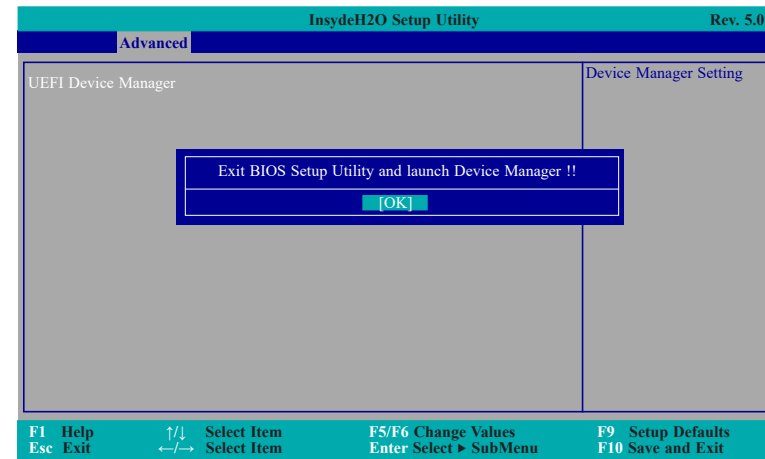 InsydeH2O Setup Utility Rev. 5.0
Advanced
UEFI Device Manager
Device Manager Setting
Exit BIOS Setup Utility and launch Device Manager !!
[OK]
F1 Help ↑/↓ Select Item F5/F6 Change Values F9 Setup Defaults
Esc Exit ←/→ Select Item Enter Select ▶ SubMenu F10 Save and Exit